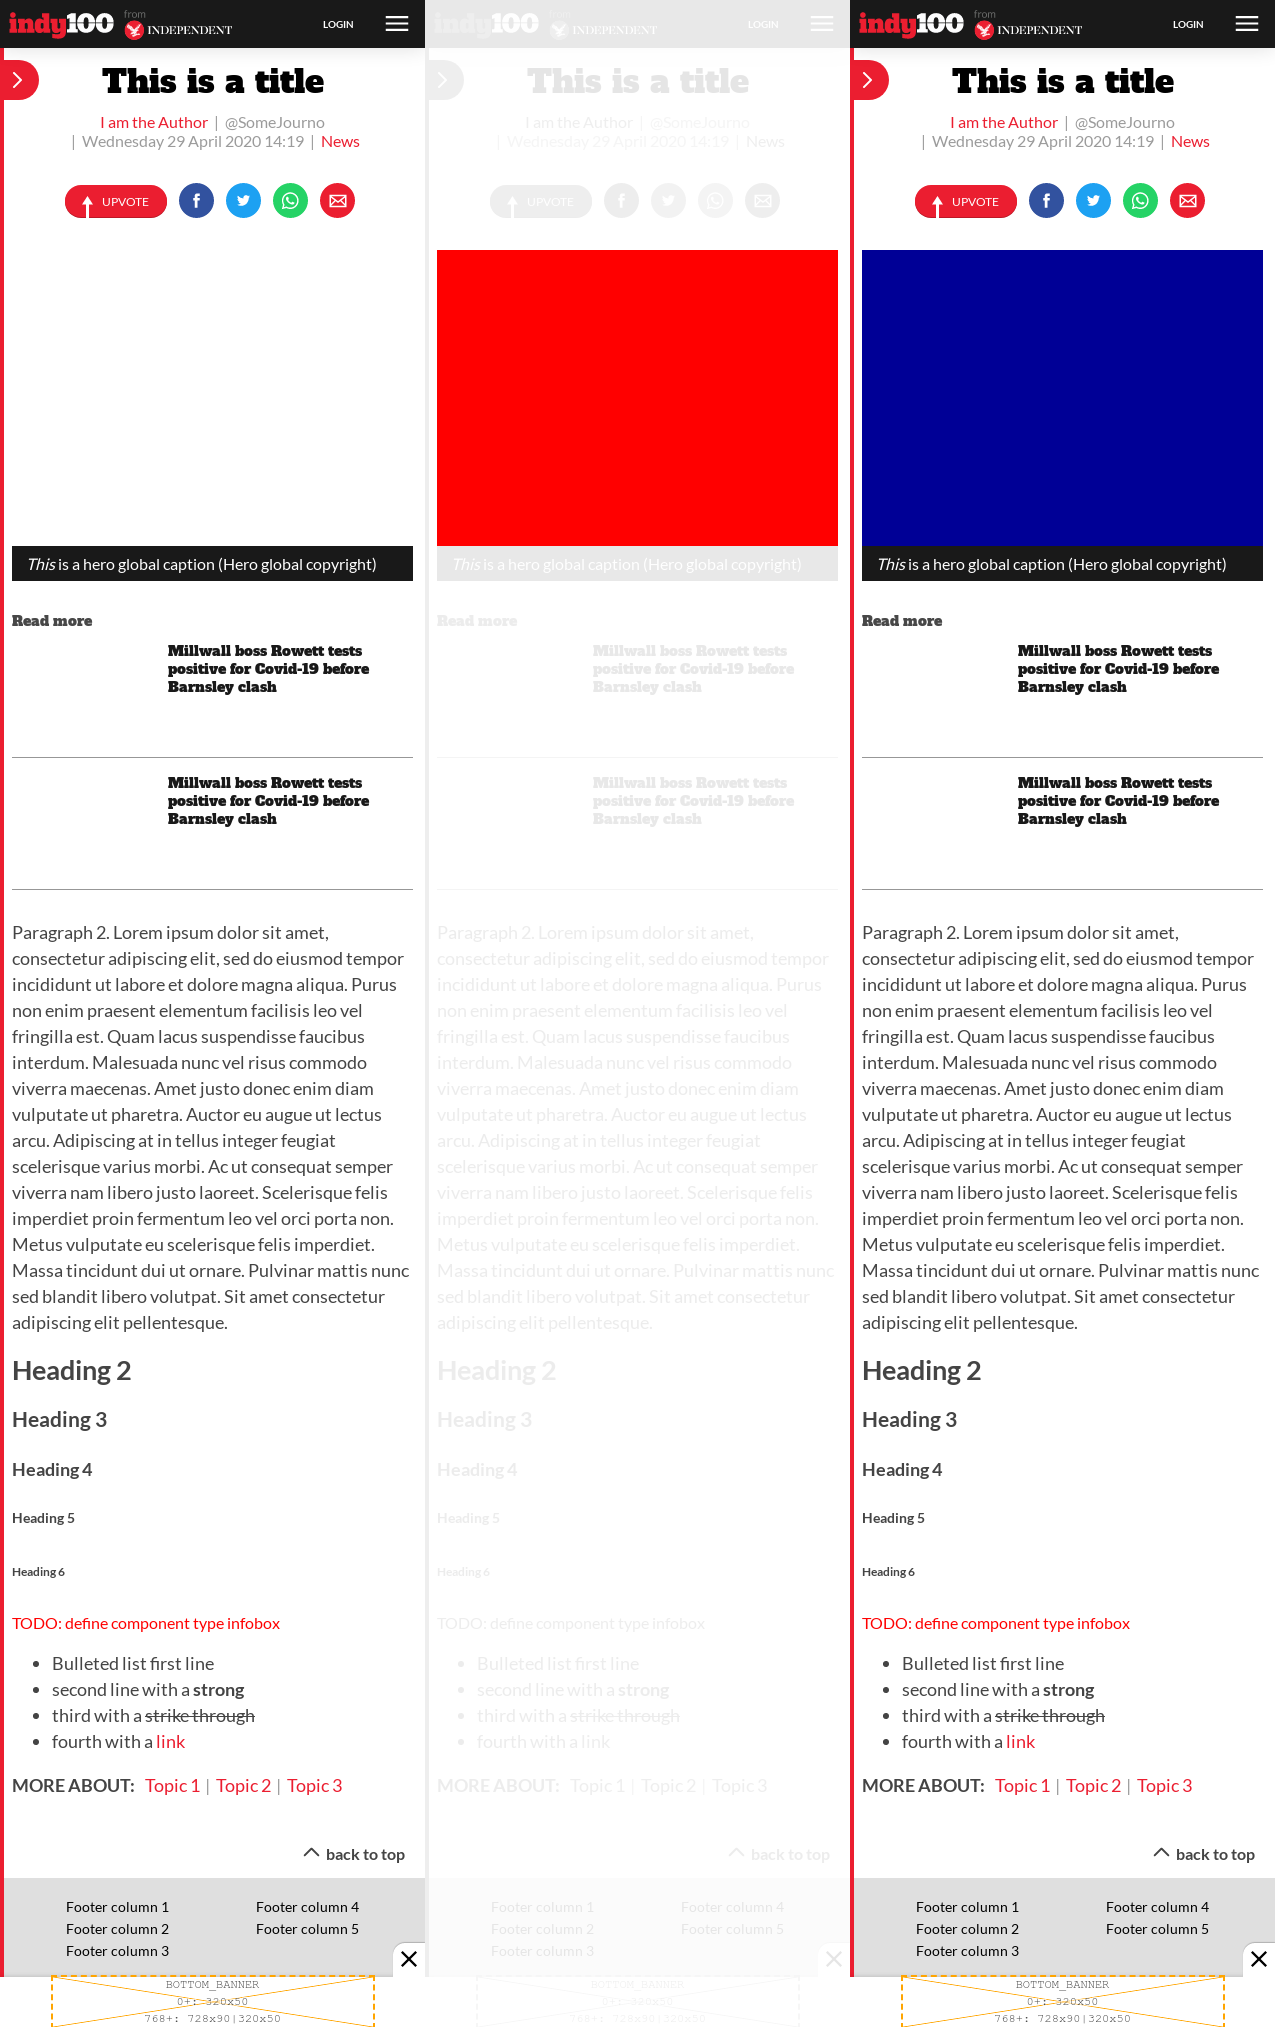 indy100 from INDEPENDENT LOGIN
This is a title
I am the Author | @SomeJourno
| Wednesday 29 April 2020 14:19 | News
UPVOTE
This is a hero global caption (Hero global copyright)
Read more
Millwall boss Rowett tests
positive for Covid-19 before
Barnsley clash
Millwall boss Rowett tests
positive for Covid-19 before
Barnsley clash
Paragraph 2. Lorem ipsum dolor sit amet,
consectetur adipiscing elit, sed do eiusmod tempor
incididunt ut labore et dolore magna aliqua. Purus
non enim praesent elementum facilisis leo vel
fringilla est. Quam lacus suspendisse faucibus
interdum. Malesuada nunc vel risus commodo
viverra maecenas. Amet justo donec enim diam
vulputate ut pharetra. Auctor eu augue ut lectus
arcu. Adipiscing at in tellus integer feugiat
scelerisque varius morbi. Ac ut consequat semper
viverra nam libero justo laoreet. Scelerisque felis
imperdiet proin fermentum leo vel orci porta non.
Metus vulputate eu scelerisque felis imperdiet.
Massa tincidunt dui ut ornare. Pulvinar mattis nunc
sed blandit libero volutpat. Sit amet consectetur
adipiscing elit pellentesque.
Heading 2
Heading 3
Heading 4
Heading 5
Heading 6
TODO: define component type infobox
Bulleted list first line
second line with a strong
third with a strike through
fourth with a link
MORE ABOUT: Topic 1 | Topic 2 | Topic 3
back to top
Footer column 1 Footer column 4
Footer column 2 Footer column 5
Footer column 3
BOTTOM_BANNER
0+: 320x50
768+: 728x90|320x50
indy100 from INDEPENDENT LOGIN
This is a title
I am the Author | @SomeJourno
| Wednesday 29 April 2020 14:19 | News
UPVOTE
This is a hero global caption (Hero global copyright)
Read more
Millwall boss Rowett tests
positive for Covid-19 before
Barnsley clash
Millwall boss Rowett tests
positive for Covid-19 before
Barnsley clash
Paragraph 2. Lorem ipsum dolor sit amet,
consectetur adipiscing elit, sed do eiusmod tempor
incididunt ut labore et dolore magna aliqua. Purus
non enim praesent elementum facilisis leo vel
fringilla est. Quam lacus suspendisse faucibus
interdum. Malesuada nunc vel risus commodo
viverra maecenas. Amet justo donec enim diam
vulputate ut pharetra. Auctor eu augue ut lectus
arcu. Adipiscing at in tellus integer feugiat
scelerisque varius morbi. Ac ut consequat semper
viverra nam libero justo laoreet. Scelerisque felis
imperdiet proin fermentum leo vel orci porta non.
Metus vulputate eu scelerisque felis imperdiet.
Massa tincidunt dui ut ornare. Pulvinar mattis nunc
sed blandit libero volutpat. Sit amet consectetur
adipiscing elit pellentesque.
Heading 2
Heading 3
Heading 4
Heading 5
Heading 6
TODO: define component type infobox
Bulleted list first line
second line with a strong
third with a strike through
fourth with a link
MORE ABOUT: Topic 1 | Topic 2 | Topic 3
back to top
Footer column 1 Footer column 4
Footer column 2 Footer column 5
Footer column 3
BOTTOM_BANNER
0+: 320x50
768+: 728x90|320x50
indy100 from INDEPENDENT LOGIN
This is a title
I am the Author | @SomeJourno
| Wednesday 29 April 2020 14:19 | News
UPVOTE
This is a hero global caption (Hero global copyright)
Read more
Millwall boss Rowett tests
positive for Covid-19 before
Barnsley clash
Millwall boss Rowett tests
positive for Covid-19 before
Barnsley clash
Paragraph 2. Lorem ipsum dolor sit amet,
consectetur adipiscing elit, sed do eiusmod tempor
incididunt ut labore et dolore magna aliqua. Purus
non enim praesent elementum facilisis leo vel
fringilla est. Quam lacus suspendisse faucibus
interdum. Malesuada nunc vel risus commodo
viverra maecenas. Amet justo donec enim diam
vulputate ut pharetra. Auctor eu augue ut lectus
arcu. Adipiscing at in tellus integer feugiat
scelerisque varius morbi. Ac ut consequat semper
viverra nam libero justo laoreet. Scelerisque felis
imperdiet proin fermentum leo vel orci porta non.
Metus vulputate eu scelerisque felis imperdiet.
Massa tincidunt dui ut ornare. Pulvinar mattis nunc
sed blandit libero volutpat. Sit amet consectetur
adipiscing elit pellentesque.
Heading 2
Heading 3
Heading 4
Heading 5
Heading 6
TODO: define component type infobox
Bulleted list first line
second line with a strong
third with a strike through
fourth with a link
MORE ABOUT: Topic 1 | Topic 2 | Topic 3
back to top
Footer column 1 Footer column 4
Footer column 2 Footer column 5
Footer column 3
BOTTOM_BANNER
0+: 320x50
768+: 728x90|320x50